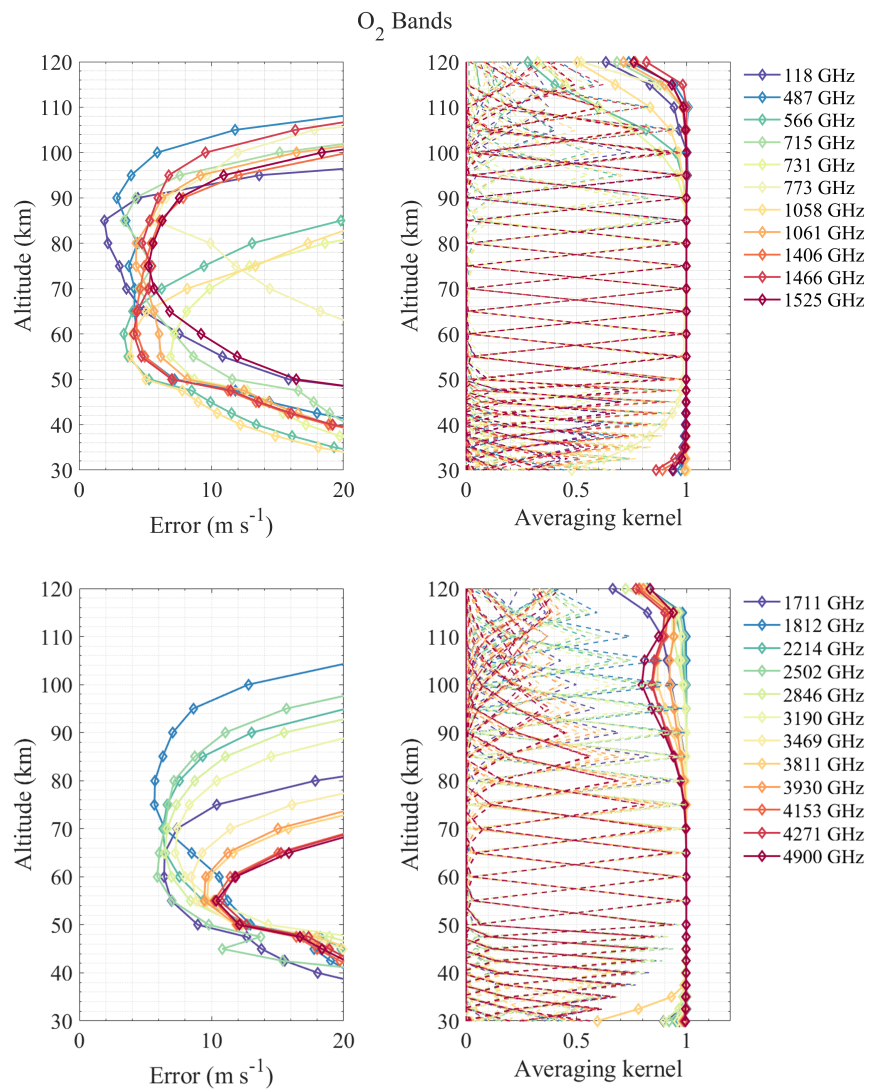 O2 Bands
120
110
100
90
80
70
60
50
40
30
Altitude (km)
0
10
20
Error (m s-1)
120
110
100
90
80
70
60
50
40
30
Altitude (km)
0
0.5
1
Averaging kernel
118 GHz
487 GHz
566 GHz
715 GHz
731 GHz
773 GHz
1058 GHz
1061 GHz
1406 GHz
1466 GHz
1525 GHz
120
110
100
90
80
70
60
50
40
30
Altitude (km)
0
10
20
Error (m s-1)
120
110
100
90
80
70
60
50
40
30
Altitude (km)
0
0.5
1
Averaging kernel
1711 GHz
1812 GHz
2214 GHz
2502 GHz
2846 GHz
3190 GHz
3469 GHz
3811 GHz
3930 GHz
4153 GHz
4271 GHz
4900 GHz